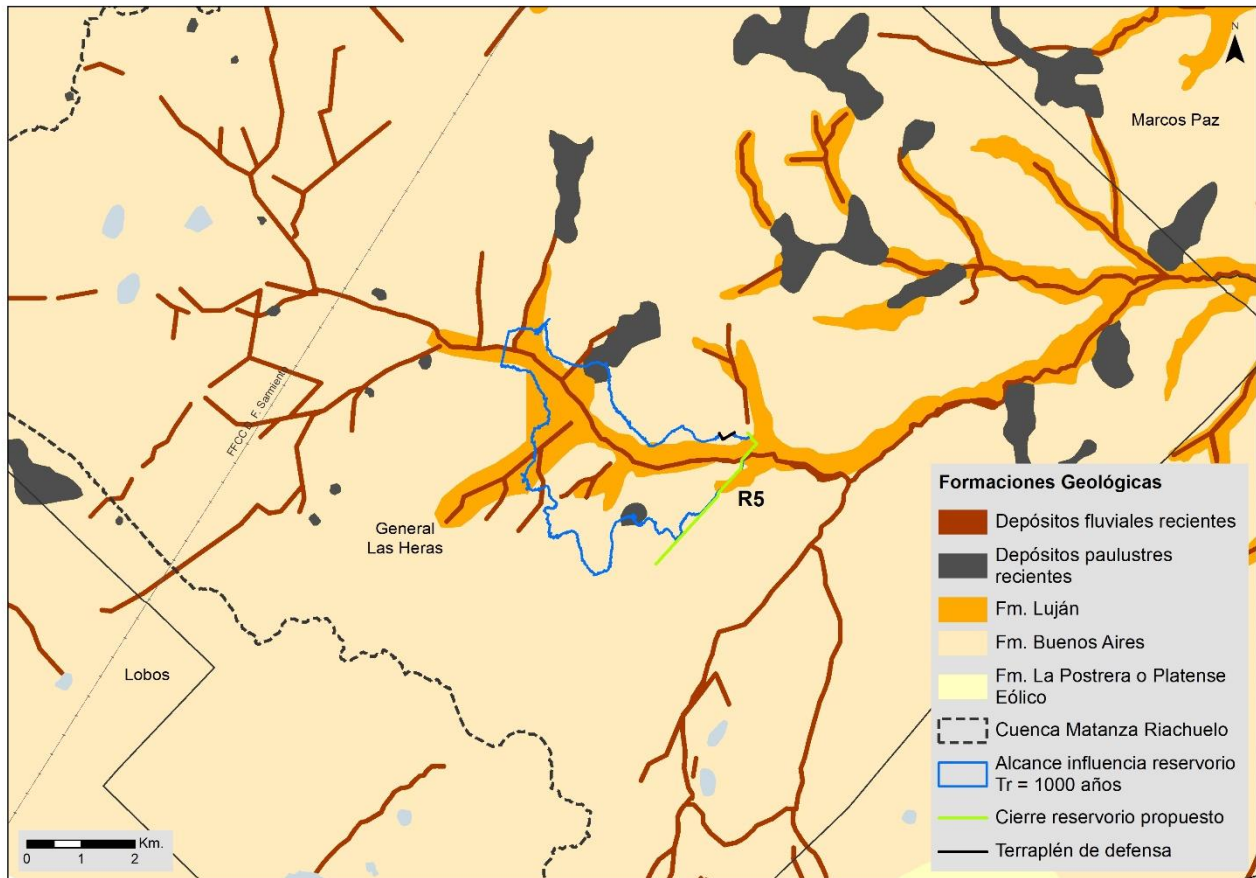 N
Marcos Paz
FFCC D. F. Sarmiento
R5
General
Las Heras
Lobos
Formaciones Geológicas
Depósitos fluviales recientes
Depósitos paulustres
recientes
Fm. Luján
Fm. Buenos Aires
Fm. La Postrera o Platense
Eólico
Cuenca Matanza Riachuelo
Alcance influencia reservorio
Tr = 1000 años
Cierre reservorio propuesto
Terraplén de defensa
Km.
0 1 2